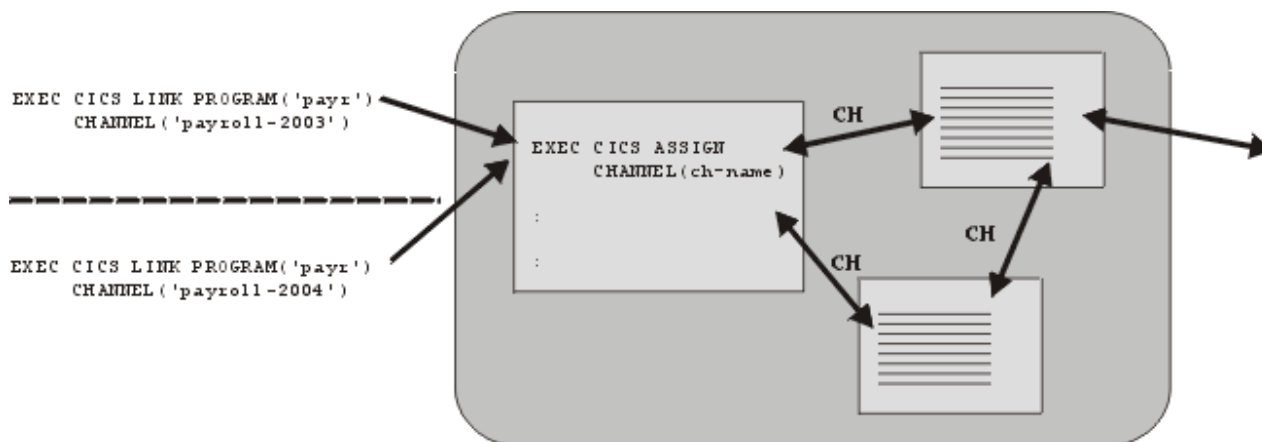 EXEC CICS LINK PROGRAM('payr')
CHANNEL('payroll-2003')
EXEC CICS LINK PROGRAM('payr')
CHANNEL('payroll-2004')
EXEC CICS ASSIGN
CHANNEL(ch-name)
:
:
CH
CH
CH